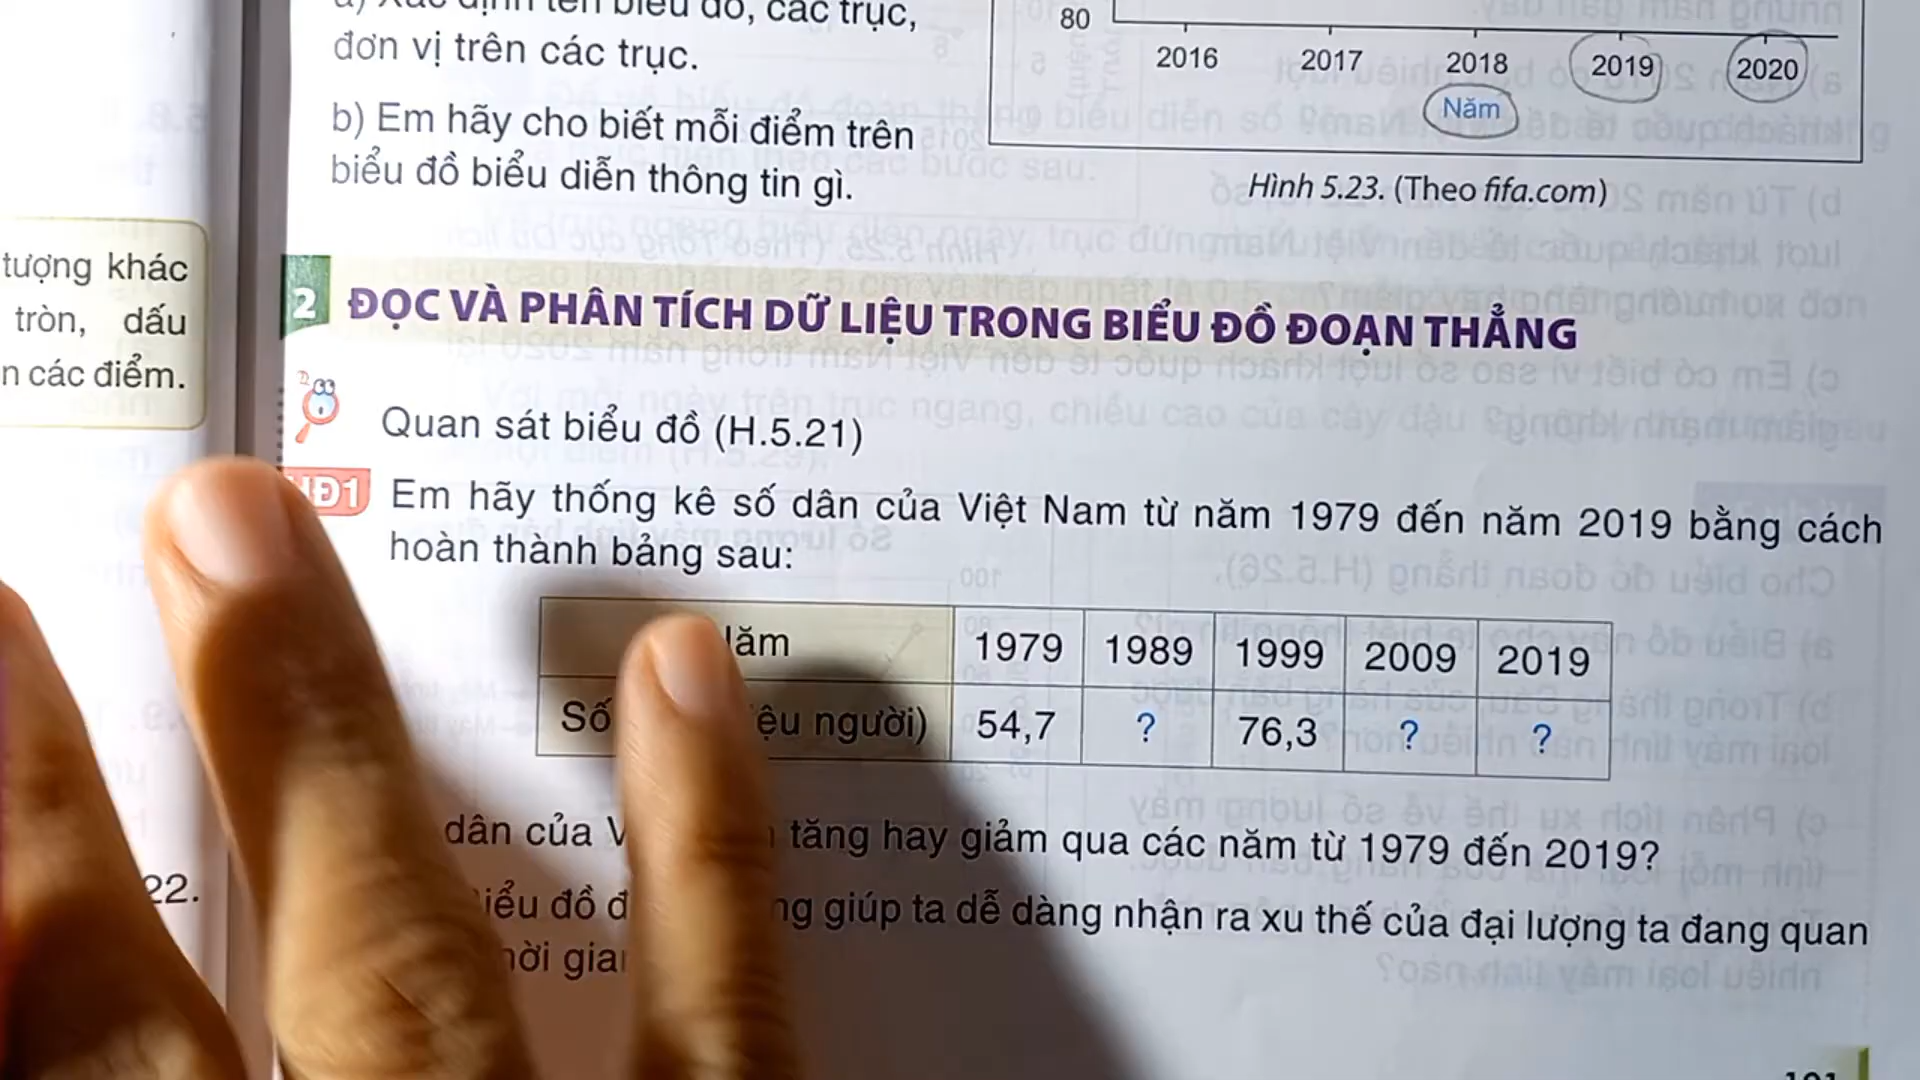 đơn vị trên các trục.
b) Em hãy cho biết mỗi điểm trên
biểu đồ biểu diễn thông tin gì.
80
2016 2017 2018 2019 2020
Năm
Hình 5.23. (Theo fifa.com)
tượng khác
tròn, dấu
các điểm.
2 ĐỌC VÀ PHÂN TÍCH DỮ LIỆU TRONG BIỂU ĐỒ ĐOẠN THẲNG
Quan sát biểu đồ (H.5.21)
HĐ1 Em hãy thống kê số dân của Việt Nam từ năm 1979 đến năm 2019 bằng cách
hoàn thành bảng sau:
1979 1989 1999 2009 2019
Số người) 54,7 ? 76,3 ? ?
dân của tăng hay giảm qua các năm từ 1979 đến 2019?
giúp ta dễ dàng nhận ra xu thế của đại lượng ta đang quan
22.